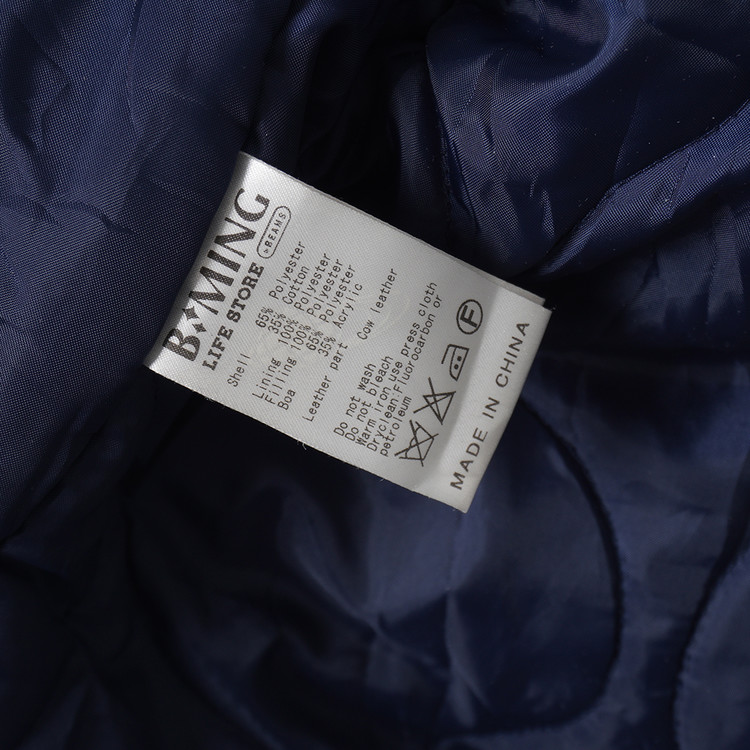 B:MING
by BEAMS
LIFE STORE
Shell 65% Polyester
35% Cotton
Lining 100% Polyester
Filling 100% Polyester
Boa 65% Polyester
35% Acrylic
Leather part Cow leather
Do not wash
Do not breach
Warm iron use press cloth
Dryclean:Fluorocarbon or
petroleum
F
MADE IN CHINA